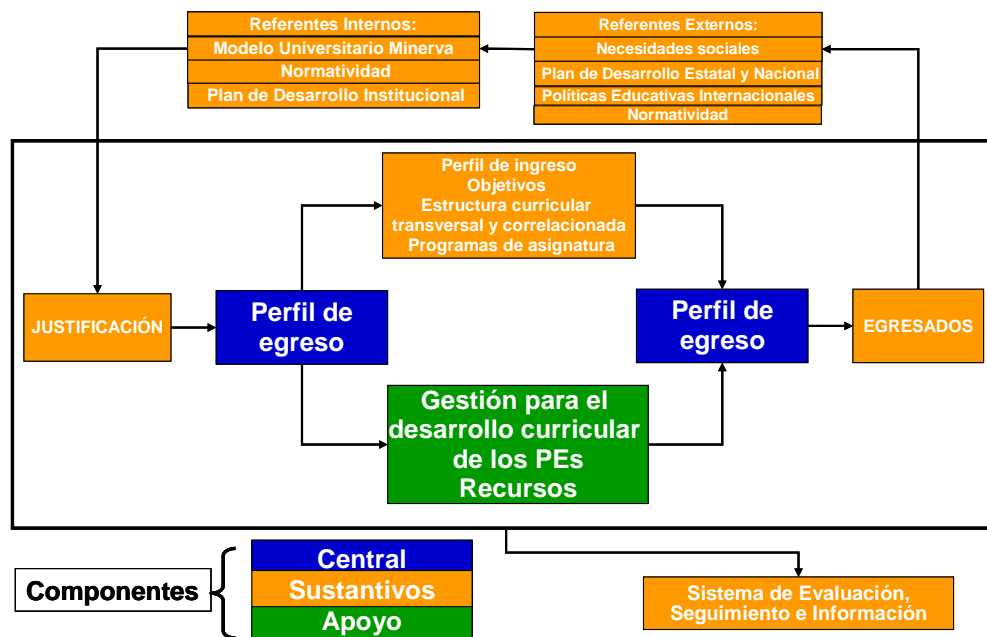 Referentes Internos:
Modelo Universitario Minerva
Normatividad
Plan de Desarrollo Institucional
Referentes Externos:
Necesidades sociales
Plan de Desarrollo Estatal y Nacional
Políticas Educativas Internacionales
Normatividad
Perfil de ingreso
Objetivos
Estructura curricular
transversal y correlacionada
Programas de asignatura
JUSTIFICACIÓN
Perfil de
egreso
Perfil de
egreso
EGRESADOS
Gestión para el
desarrollo curricular
de los PEs
Recursos
Componentes
Central
Sustantivos
Apoyo
Sistema de Evaluación,
Seguimiento e Información